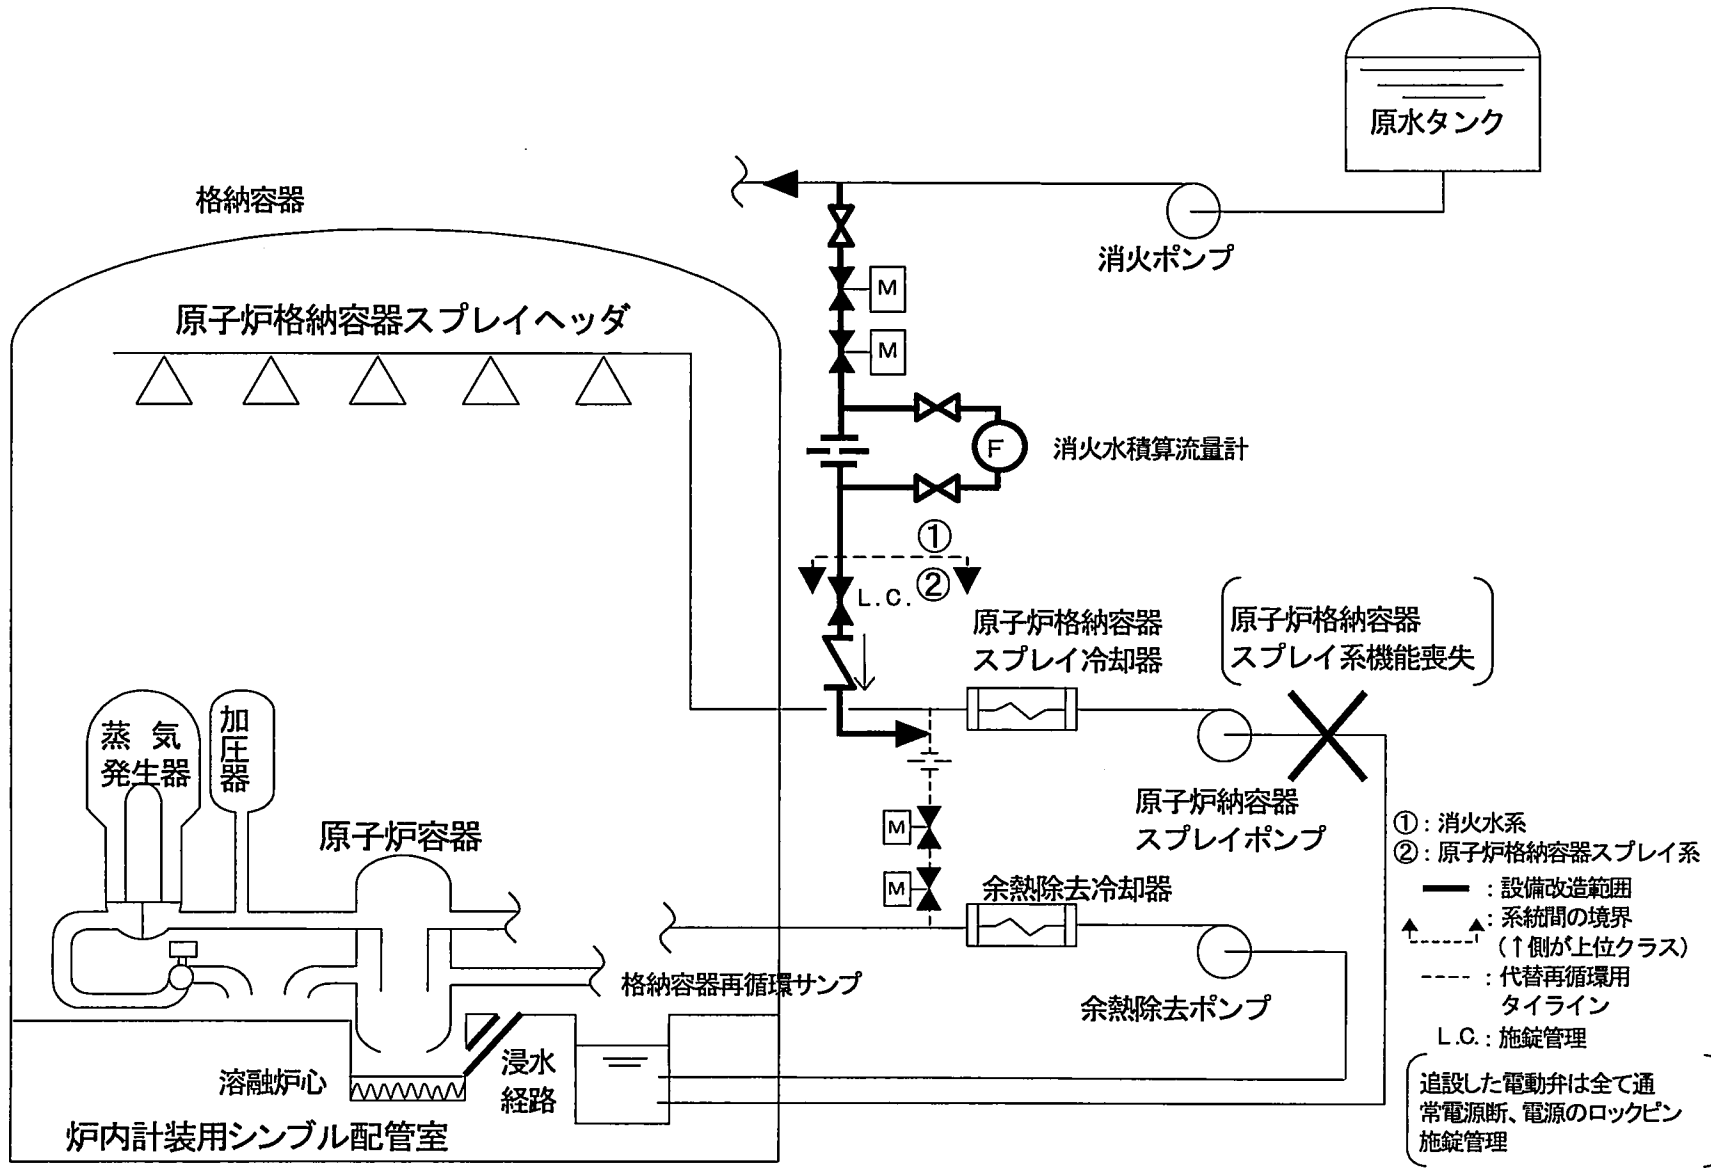 原水タンク
格納容器
消火ポンプ
M
原子炉格納容器スプレイヘッダ
M
F
消火水積算流量計
①
②
L.C.
原子炉格納容器
スプレイ冷却器
原子炉格納容器
スプレイ系機能喪失
蒸気
発生器
加圧器
原子炉納容器
スプレイポンプ
M
M
原子炉容器
余熱除去冷却器
①：消火水系
②：原子炉格納容器スプレイ系
：設備改造範囲
：系統間の境界
(↑側が上位クラス)
：代替再循環用
タイライン
L.C.：施錠管理
格納容器再循環サンプ
余熱除去ポンプ
溶融炉心
浸水
経路
炉内計装用シンブル配管室
追設した電動弁は全て通
常電源断、電源のロックピン
施錠管理